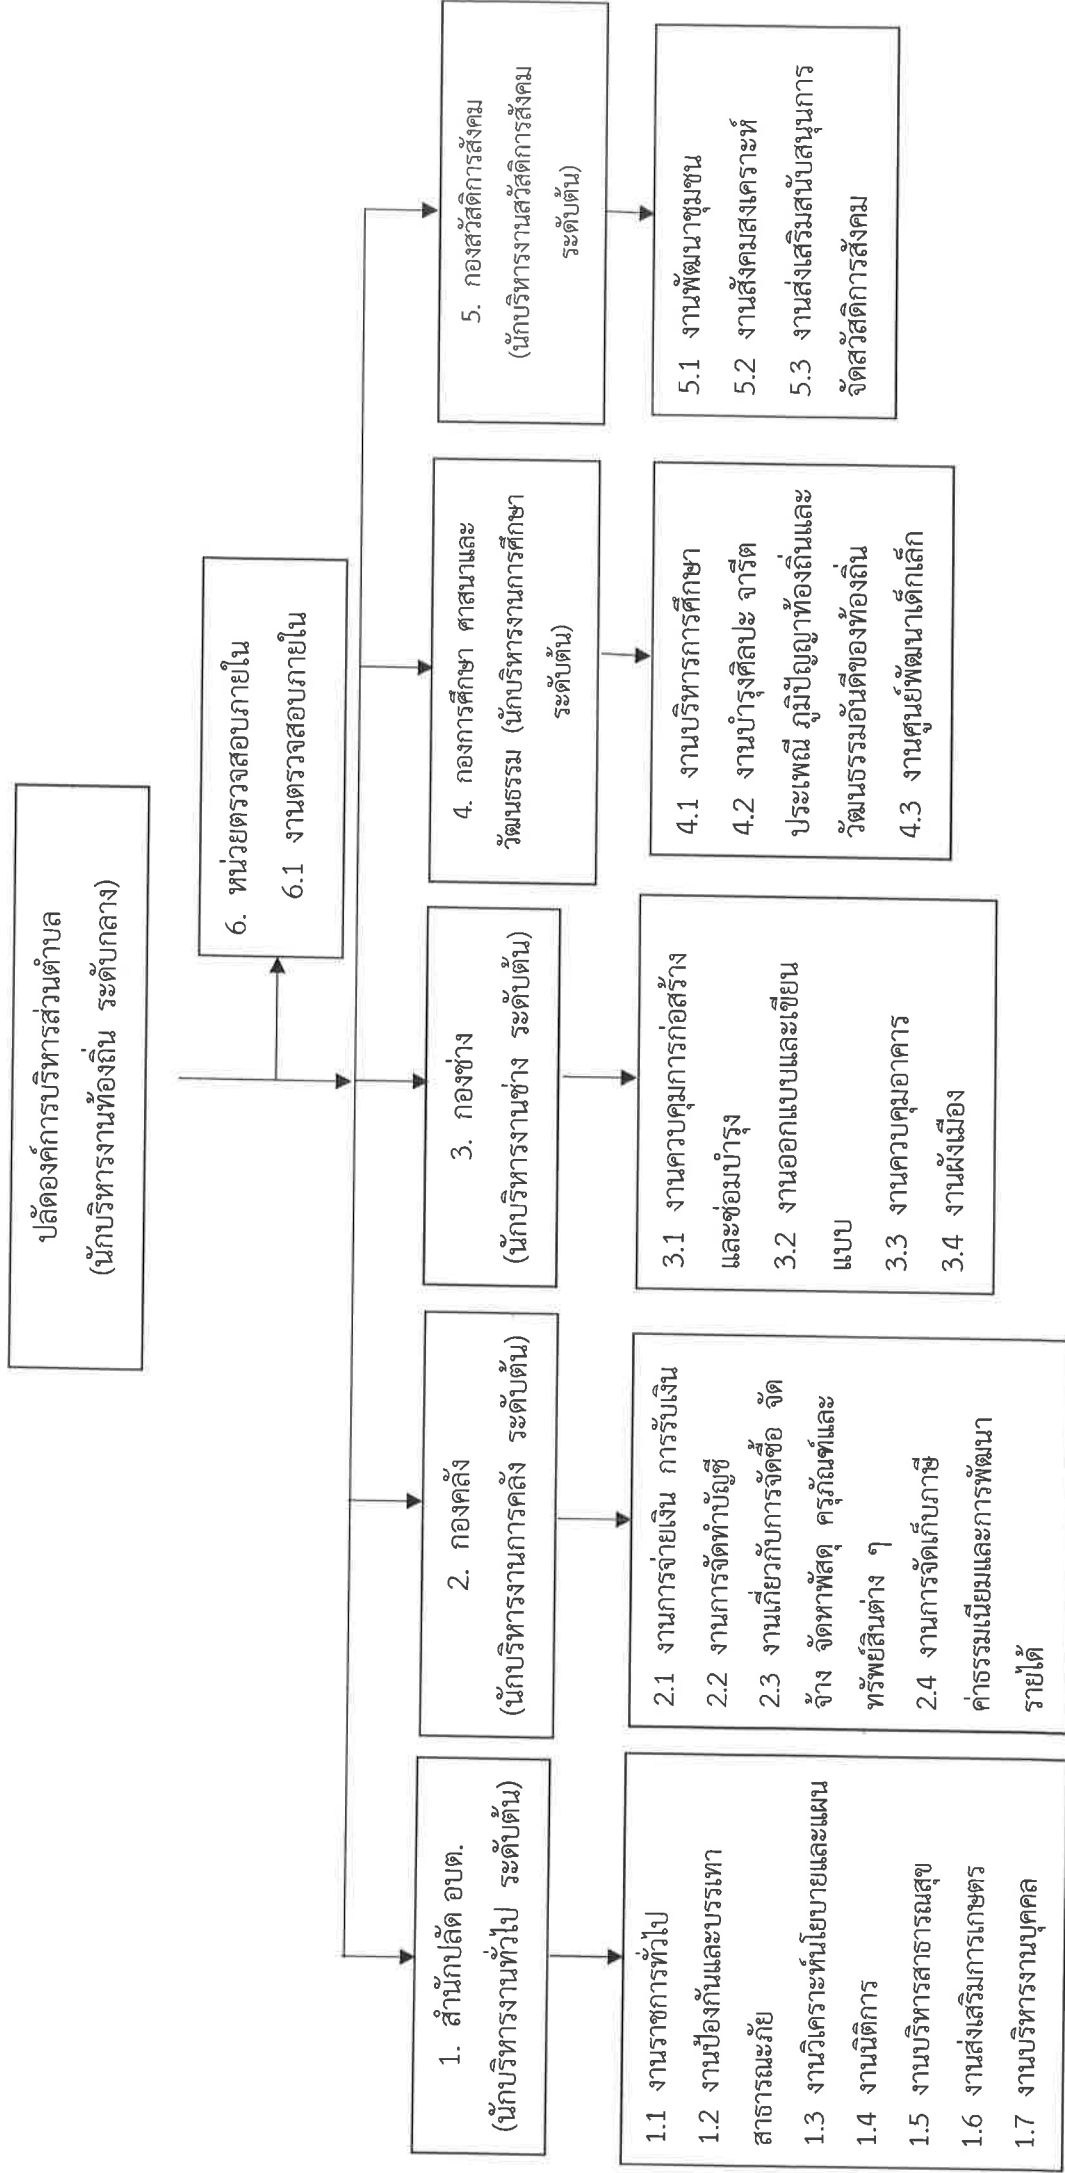 ปลัดองค์การบริหารส่วนตำบล
(นักบริหารงานท้องถิ่น ระดับกลาง)
6. หน่วยตรวจสอบภายใน
6.1 งานตรวจสอบภายใน
1. สำนักปลัด อบต.
(นักบริหารงานทั่วไป ระดับต้น)
2. กองคลัง
(นักบริหารงานการคลัง ระดับต้น)
3. กองช่าง
(นักบริหารงานช่าง ระดับต้น)
4. กองการศึกษา ศาสนาและ
วัฒนธรรม (นักบริหารงานการศึกษา
ระดับต้น)
5. กองสวัสดิการสังคม
(นักบริหารงานสวัสดิการสังคม
ระดับต้น)
1.1 งานราชการทั่วไป
1.2 งานป้องกันและบรรเทา
สาธารณะภัย
1.3 งานวิเคราะห์นโยบายและแผน
1.4 งานนิติการ
1.5 งานบริหารสาธารณสุข
1.6 งานส่งเสริมการเกษตร
1.7 งานบริหารงานบุคคล
2.1 งานการจ่ายเงิน การรับเงิน
2.2 งานการจัดทำบัญชี
2.3 งานเกี่ยวกับการจัดซื้อ จัด
จ้าง จัดหาพัสดุ ครุภัณฑ์และ
ทรัพย์สินต่าง ๆ
2.4 งานการจัดเก็บภาษี
ค่าธรรมเนียมและการพัฒนา
รายได้
3.1 งานควบคุมการก่อสร้าง
และซ่อมบำรุง
3.2 งานออกแบบและเขียน
แบบ
3.3 งานควบคุมอาคาร
3.4 งานผังเมือง
4.1 งานบริหารการศึกษา
4.2 งานบำรุงศิลปะ จารีต
ประเพณี ภูมิปัญญาท้องถิ่นและ
วัฒนธรรมอันดีของท้องถิ่น
4.3 งานศูนย์พัฒนาเด็กเล็ก
5.1 งานพัฒนาชุมชน
5.2 งานสังคมสงเคราะห์
5.3 งานส่งเสริมสนับสนุนการ
จัดสวัสดิการสังคม